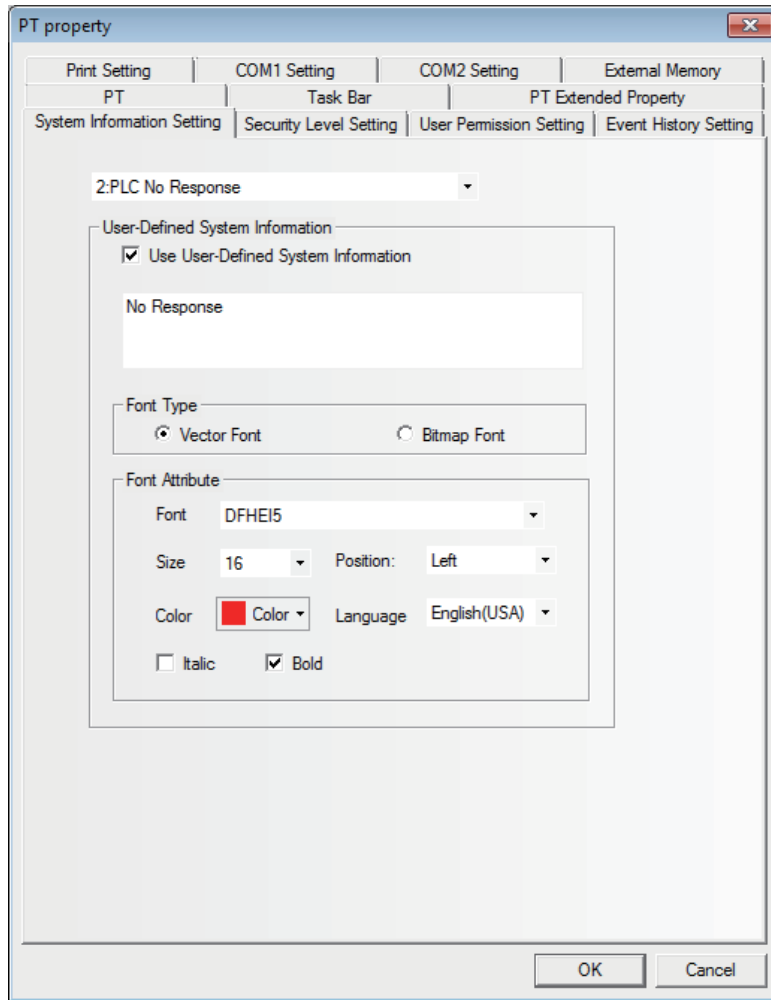 PT property
Print Setting COM1 Setting COM2 Setting External Memory
PT Task Bar PT Extended Property
System Information Setting Security Level Setting User Permission Setting Event History Setting
2:PLC No Response
User-Defined System Information
Use User-Defined System Information
No Response
Font Type
Vector Font Bitmap Font
Font Attribute
Font DFHEI5
Size 16 Position: Left
Color Color Language English(USA)
Italic Bold
OK Cancel